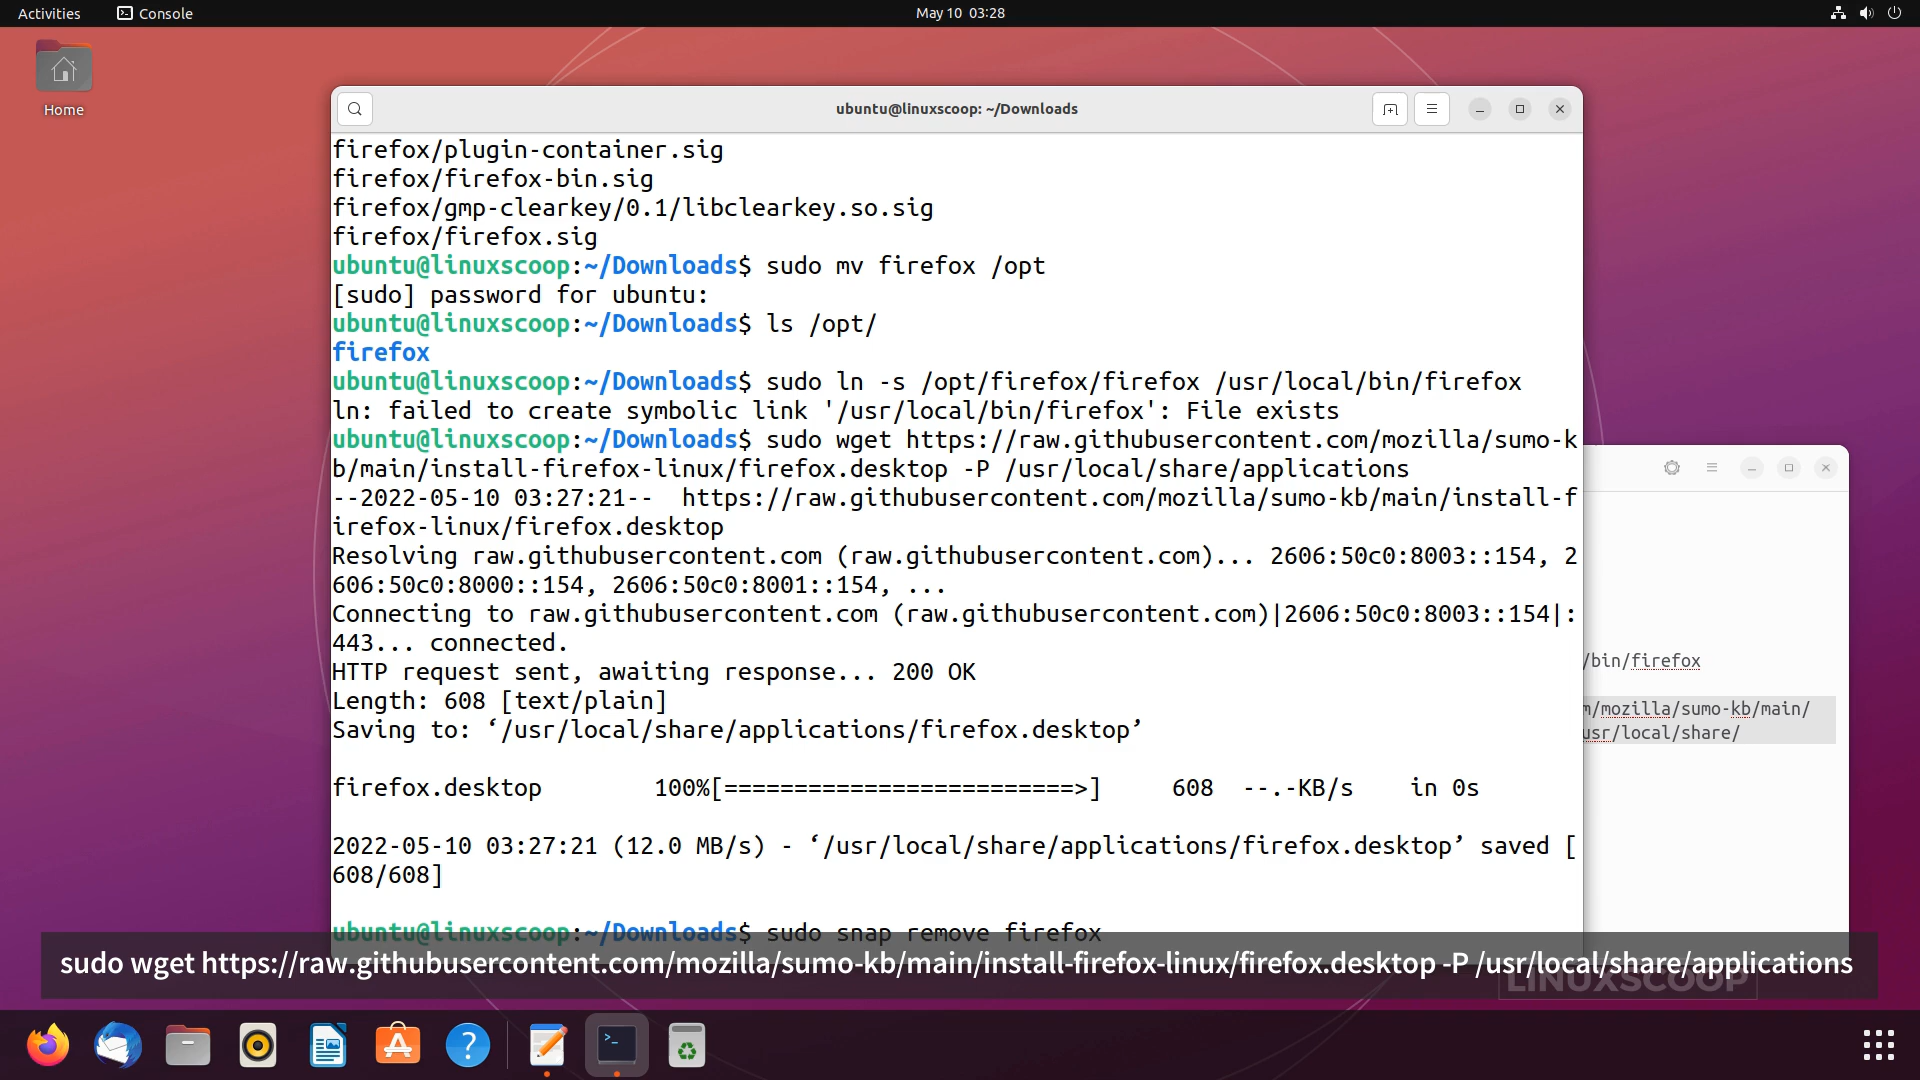 Activities
Console
May 10 03:28
Home
ubuntu@linuxscoop: ~/Downloads
firefox/plugin-container.sig
firefox/firefox-bin.sig
firefox/gmp-clearkey/0.1/libclearkey.so.sig
firefox/firefox.sig
ubuntu@linuxscoop:~/Downloads$ sudo mv firefox /opt
[sudo] password for ubuntu:
ubuntu@linuxscoop:~/Downloads$ ls /opt/
firefox
ubuntu@linuxscoop:~/Downloads$ sudo ln -s /opt/firefox/firefox /usr/local/bin/firefox
ln: failed to create symbolic link '/usr/local/bin/firefox': File exists
ubuntu@linuxscoop:~/Downloads$ sudo wget https://raw.githubusercontent.com/mozilla/sumo-k
b/main/install-firefox-linux/firefox.desktop -P /usr/local/share/applications
--2022-05-10 03:27:21--  https://raw.githubusercontent.com/mozilla/sumo-kb/main/install-f
irefox-linux/firefox.desktop
Resolving raw.githubusercontent.com (raw.githubusercontent.com)... 2606:50c0:8003::154, 2
606:50c0:8000::154, 2606:50c0:8001::154, ...
Connecting to raw.githubusercontent.com (raw.githubusercontent.com)|2606:50c0:8003::154|:
443... connected.
HTTP request sent, awaiting response... 200 OK
Length: 608 [text/plain]
Saving to: ‘/usr/local/share/applications/firefox.desktop’
firefox.desktop        100%[=========================>]     608  --.-KB/s    in 0s
2022-05-10 03:27:21 (12.0 MB/s) - ‘/usr/local/share/applications/firefox.desktop’ saved [
608/608]
ubuntu@linuxscoop:~/Downloads$ sudo snap remove firefox
/bin/firefox
m/mozilla/sumo-kb/main/
usr/local/share/
sudo wget https://raw.githubusercontent.com/mozilla/sumo-kb/main/install-firefox-linux/firefox.desktop -P /usr/local/share/applications
LINUXSCOOP